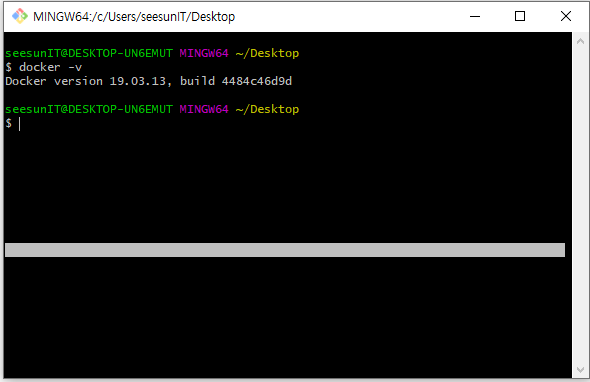 MINGW64:/c/Users/seesunIT/Desktop
seesunIT@DESKTOP-UN6EMUT MINGW64 ~/Desktop
$ docker -v
Docker version 19.03.13, build 4484c46d9d
seesunIT@DESKTOP-UN6EMUT MINGW64 ~/Desktop
$